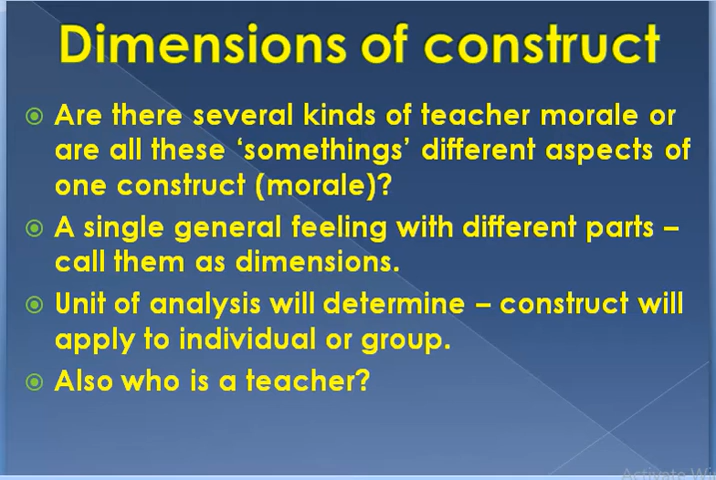 Dimensions of construct
Are there several kinds of teacher morale or
are all these ‘somethings’ different aspects of
one construct (morale)?
A single general feeling with different parts –
call them as dimensions.
Unit of analysis will determine – construct will
apply to individual or group.
Also who is a teacher?
Activate